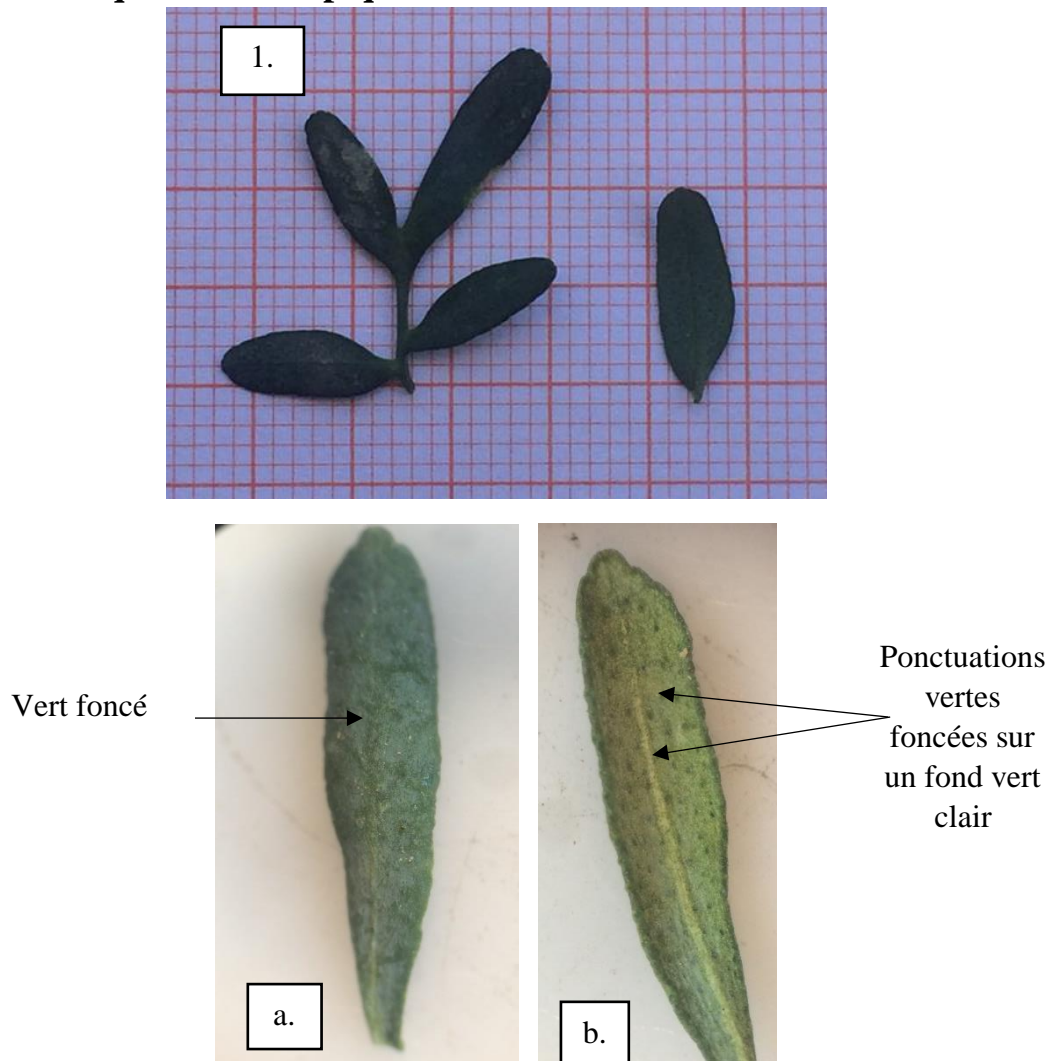 1.
Vert foncé
Ponctuations
vertes
foncées sur
un fond vert
clair
a.
b.